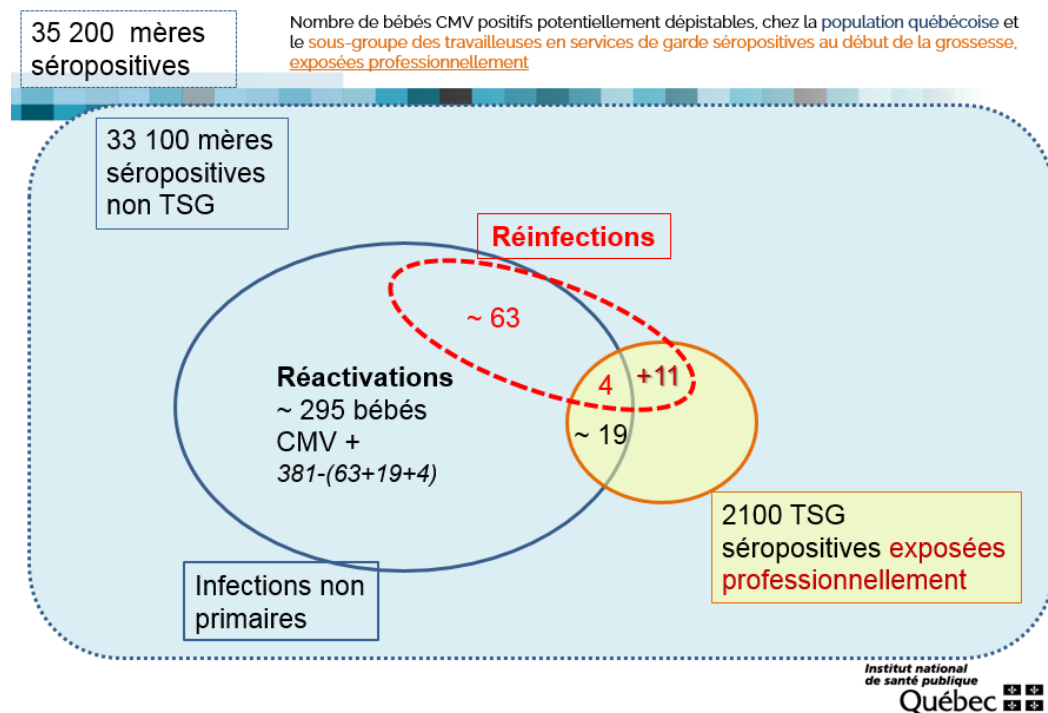 35 200 mères
séropositives
Nombre de bébés CMV positifs potentiellement dépistables, chez la population québécoise et
le sous-groupe des travailleuses en services de garde séropositives au début de la grossesse,
exposées professionnellement
33 100 mères
séropositives
non TSG
Réinfections
~ 63
4
+11
Réactivations
~ 295 bébés
CMV +
381-(63+19+4)
~ 19
2100 TSG
séropositives exposées
professionnellement
Infections non
primaires
Institut national
de santé publique
Québec